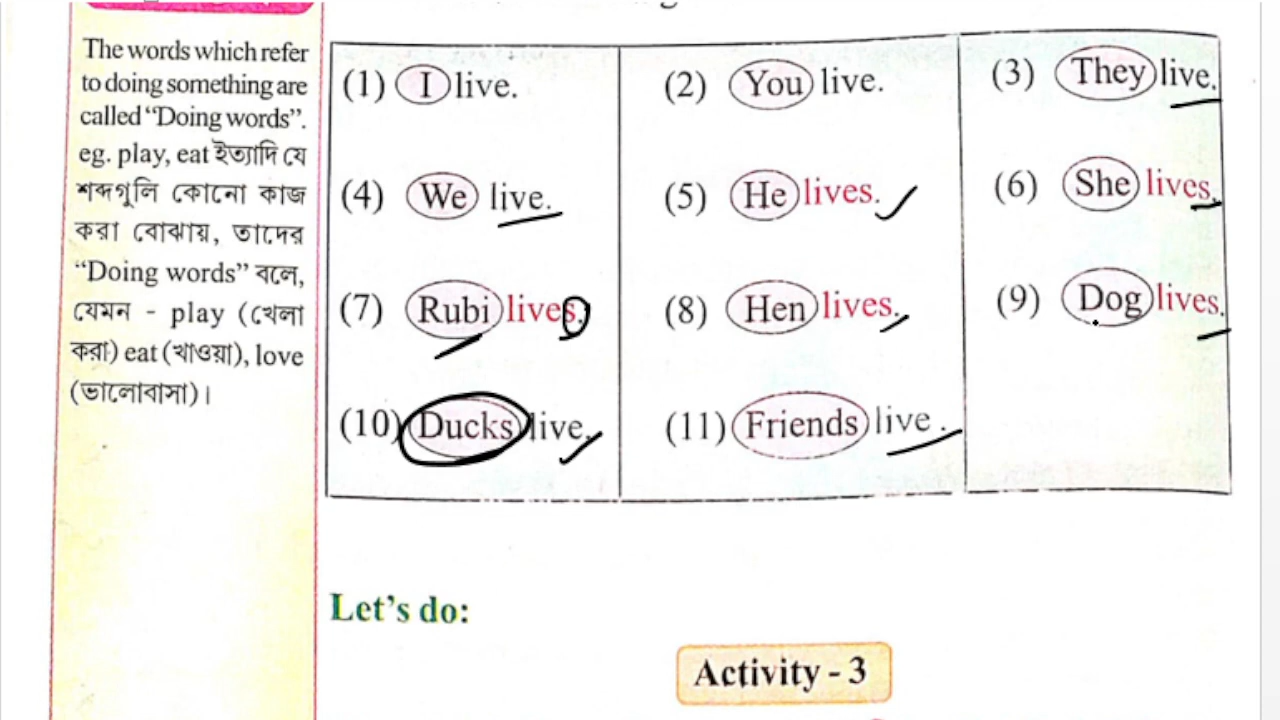 The words which refer
to doing something are
called “Doing words”.
eg. play, eat ইত্যাদি যে
শব্দগুলি কোনো কাজ
করা বোঝায়, তাদের
“Doing words” বলে,
যেমন - play (খেলা
করা) eat (খাওয়া), love
(ভালোবাসা)।
(1) I live. (2) You live. (3) They live.
(4) We live. (5) He lives. (6) She lives.
(7) Rubi lives. (8) Hen lives. (9) Dog lives.
(10) Ducks live. (11) Friends live.
Let’s do:
Activity - 3